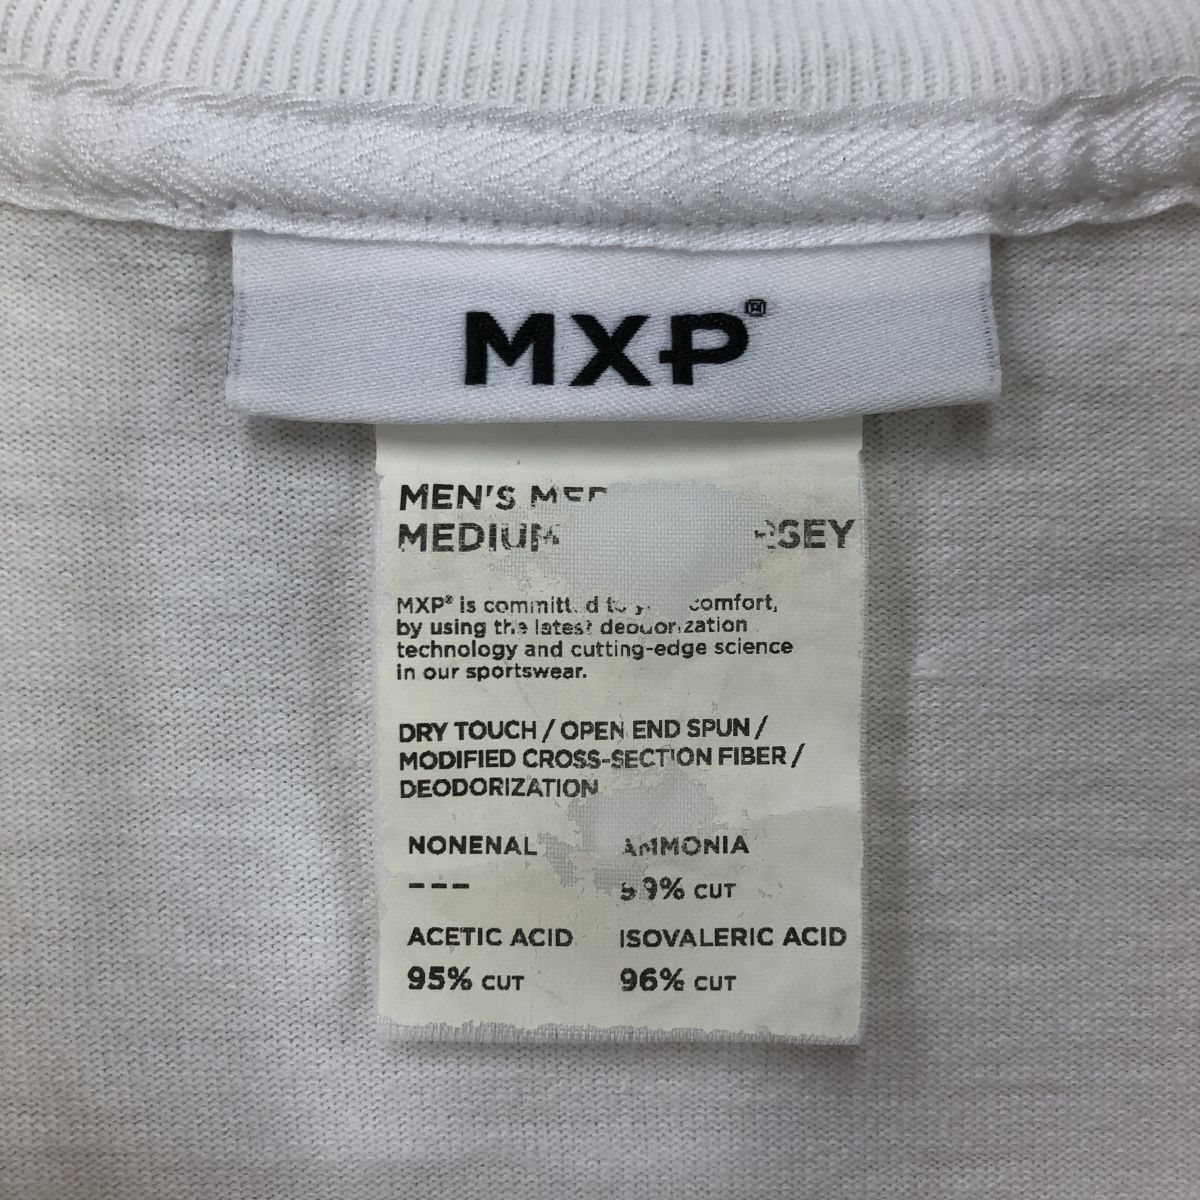 MXP®
MEN'S
MEDIUM
MXP® is committed to comfort,
by using the latest deodorization
technology and cutting-edge science
in our sportswear.
DRY TOUCH / OPEN END SPUN /
MODIFIED CROSS-SECTION FIBER /
DEODORIZATION
NONENAL AMMONIA
--- 99% CUT
ACETIC ACID ISOVALERIC ACID
95% CUT 96% CUT